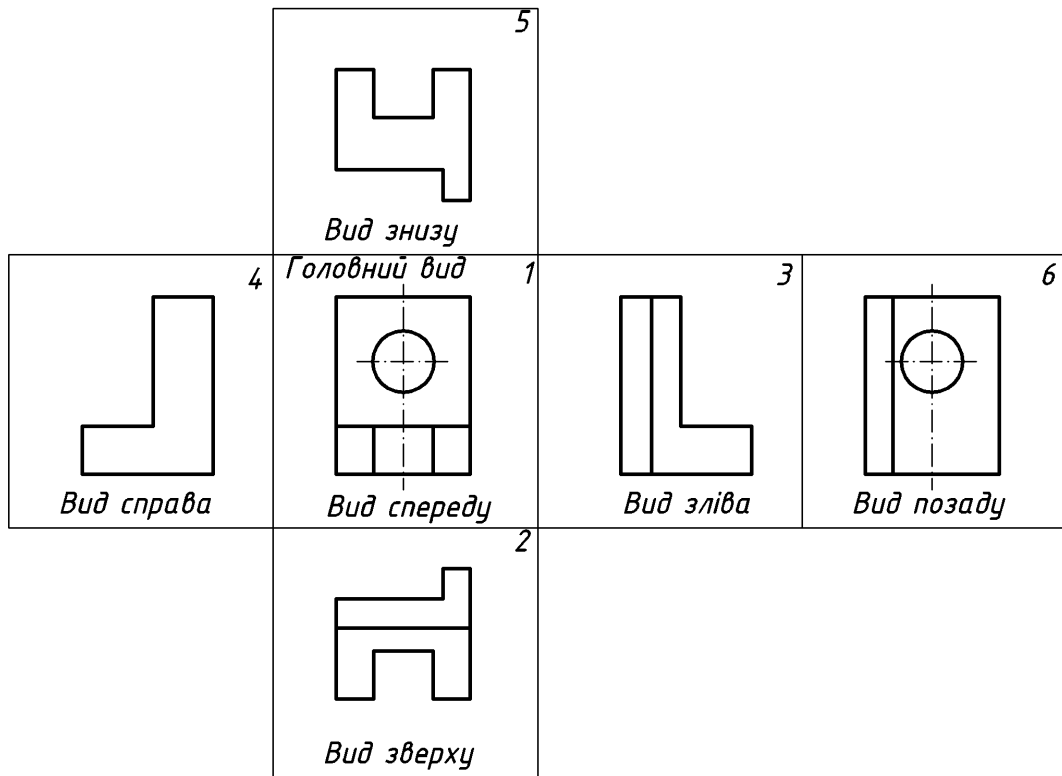 5
Вид знизу
4
Головний вид
1
3
6
Вид справа
Вид спереду
Вид зліва
Вид позаду
2
Вид зверху